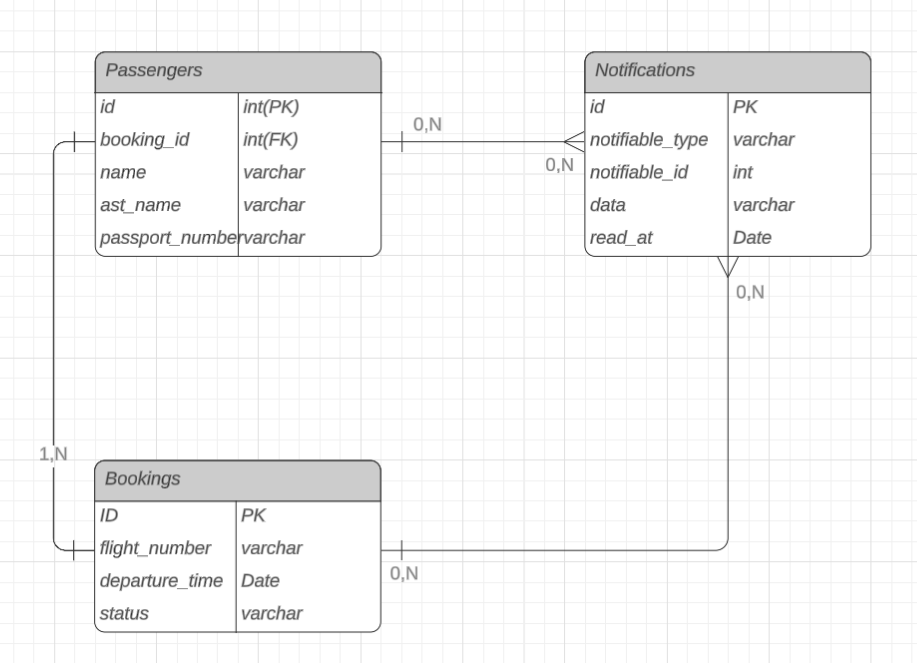 Passengers
id int(PK)
booking_id int(FK)
name varchar
ast_name varchar
passport_number varchar
0,N
0,N
Notifications
id PK
notifiable_type varchar
notifiable_id int
data varchar
read_at Date
0,N
1,N
Bookings
ID PK
flight_number varchar
departure_time Date
status varchar
0,N